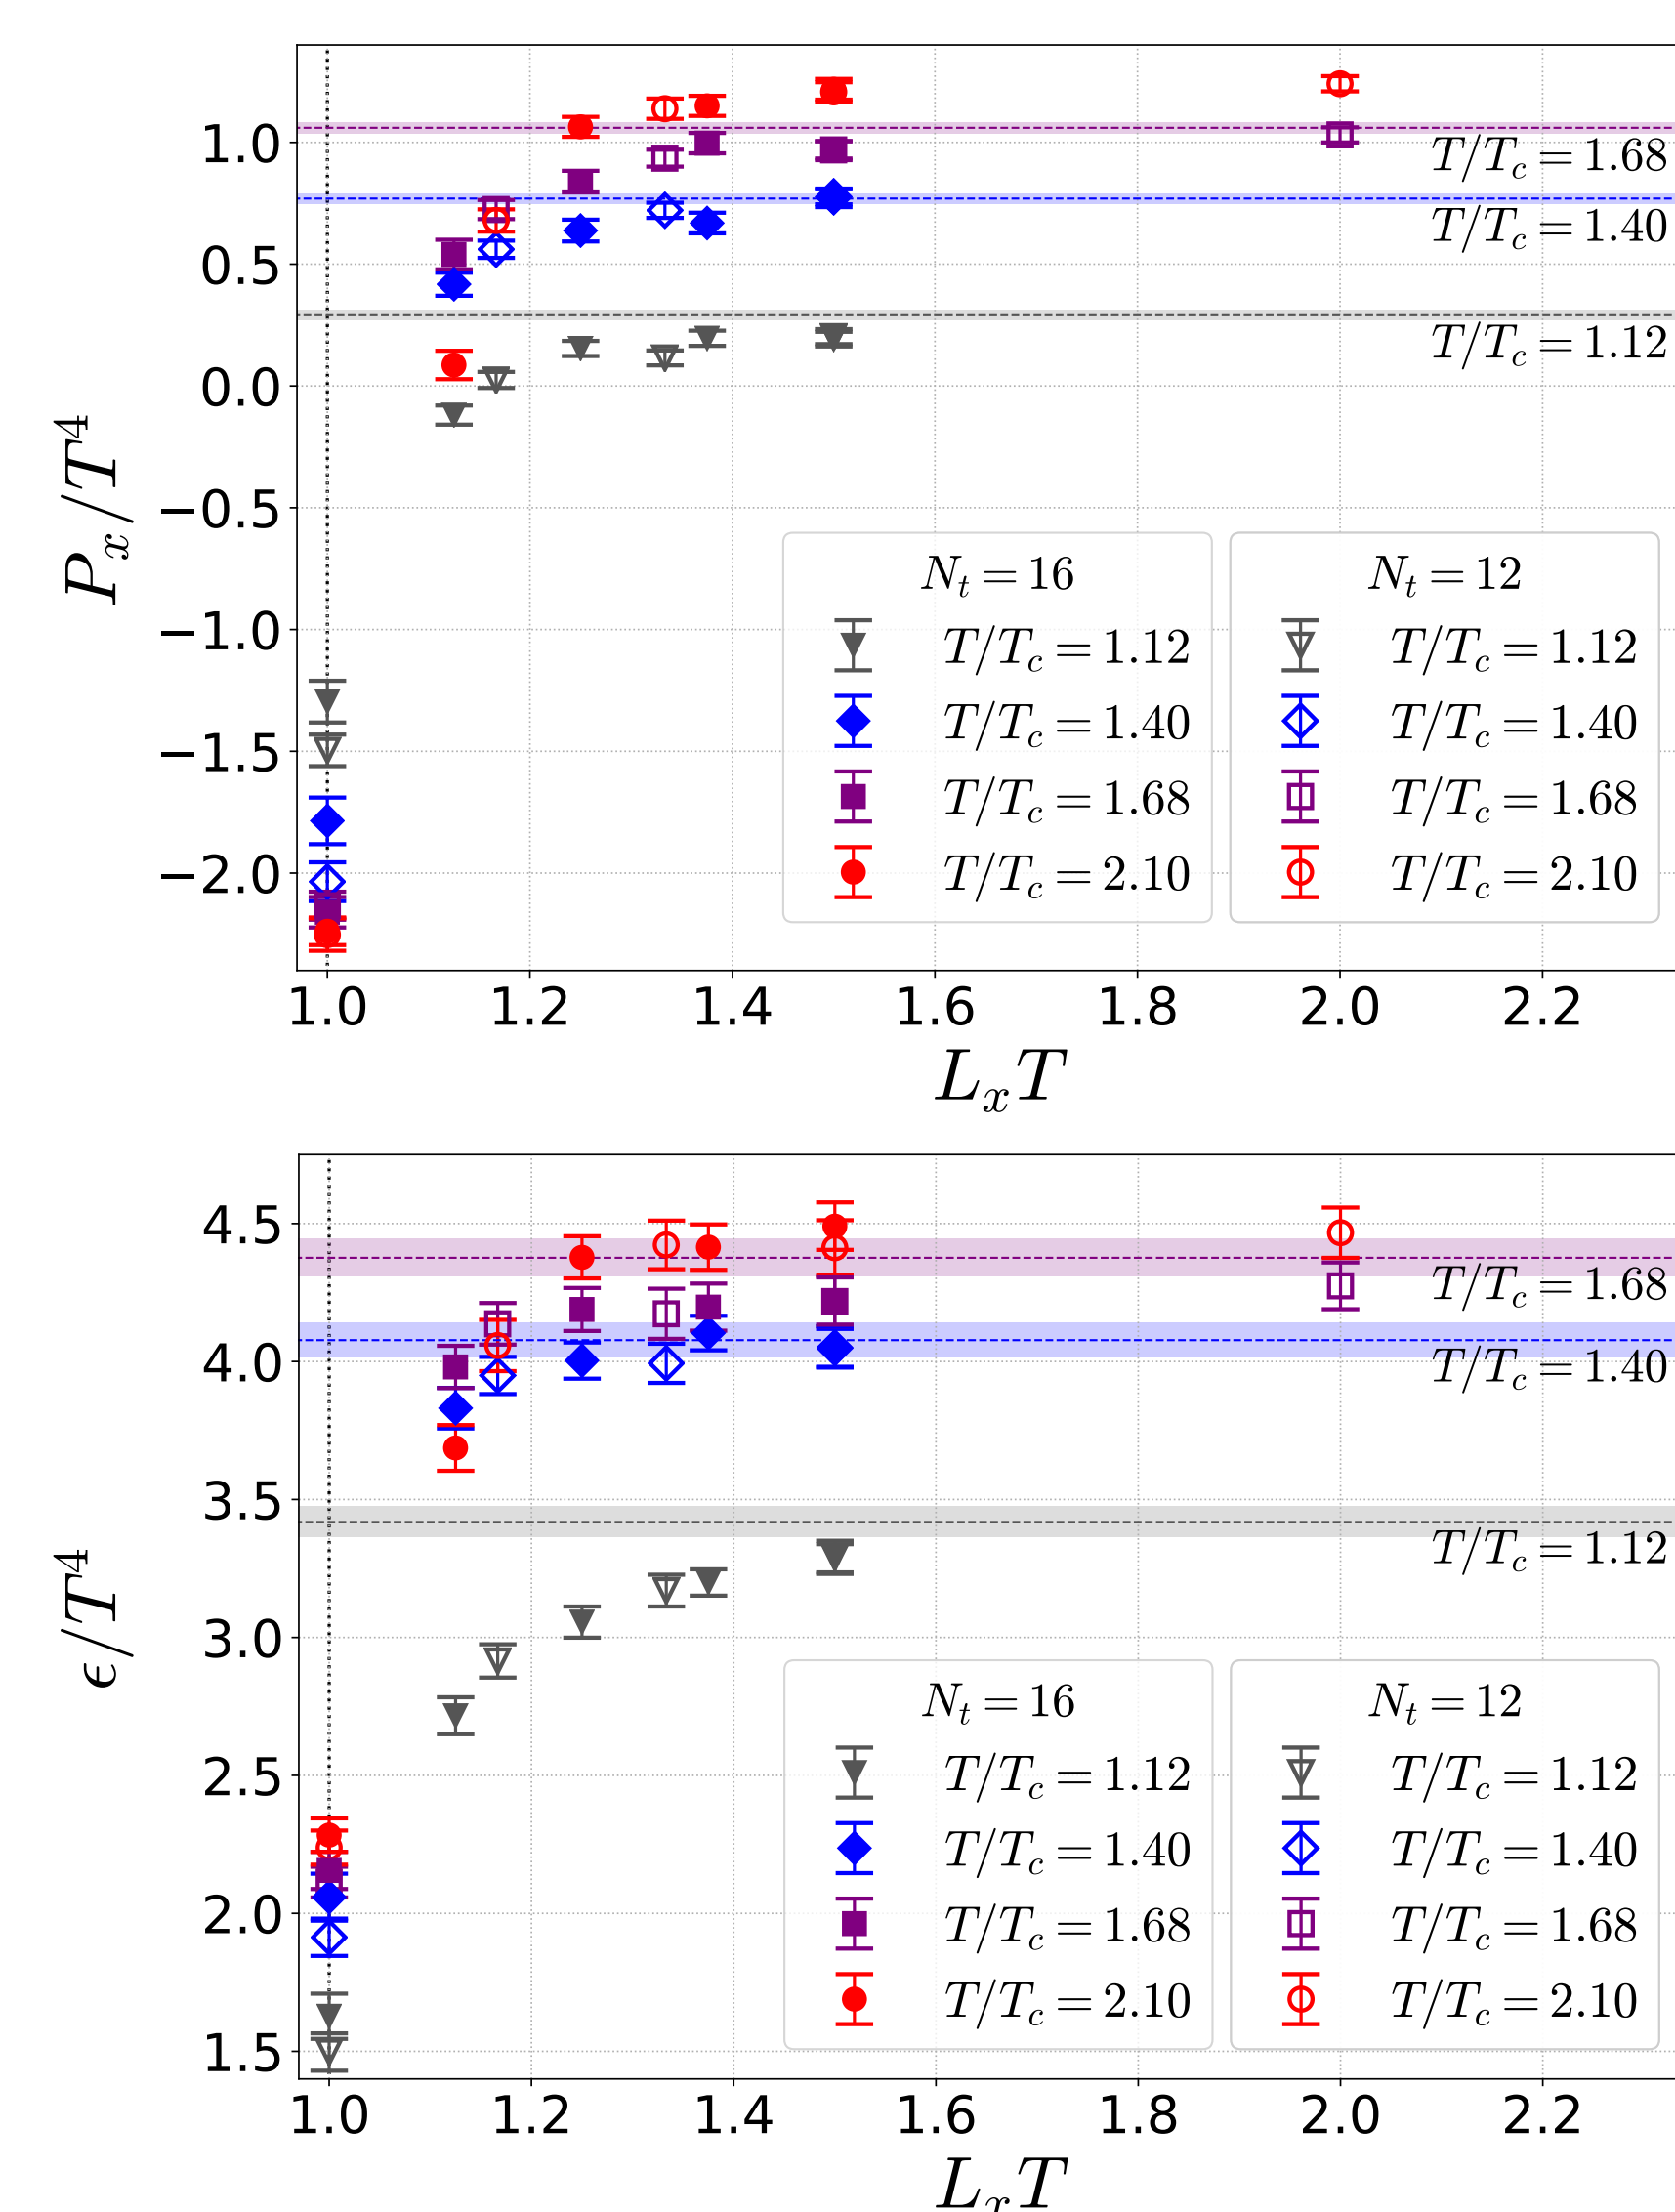 P_x/T^4
1.0
0.5
0.0
−0.5
−1.0
−1.5
−2.0
T/T_c = 1.68
T/T_c = 1.40
T/T_c = 1.12
N_t = 16
T/T_c = 1.12
T/T_c = 1.40
T/T_c = 1.68
T/T_c = 2.10
N_t = 12
T/T_c = 1.12
T/T_c = 1.40
T/T_c = 1.68
T/T_c = 2.10
1.0 1.2 1.4 1.6 1.8 2.0 2.2
L_xT
ϵ/T^4
4.5
4.0
3.5
3.0
2.5
2.0
1.5
T/T_c = 1.68
T/T_c = 1.40
T/T_c = 1.12
N_t = 16
T/T_c = 1.12
T/T_c = 1.40
T/T_c = 1.68
T/T_c = 2.10
N_t = 12
T/T_c = 1.12
T/T_c = 1.40
T/T_c = 1.68
T/T_c = 2.10
1.0 1.2 1.4 1.6 1.8 2.0 2.2
L_xT